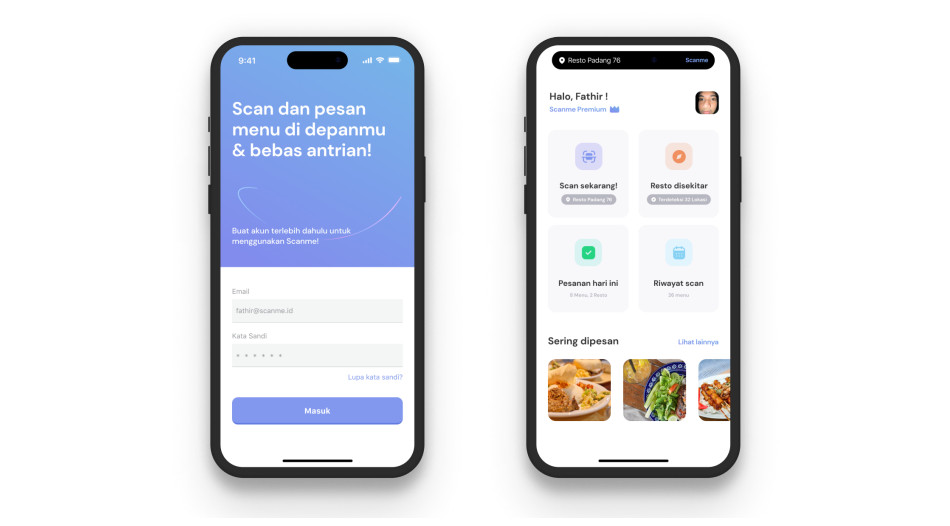 9:41
Scan dan pesan
menu di depanmu
& bebas antrian!
Buat akun terlebih dahulu untuk
menggunakan Scanme!
Email
fathir@scanme.id
Kata Sandi
* * * * * *
Lupa kata sandi?
Masuk
Resto Padang 76
Scanme
Halo, Fathir !
Scanme Premium
Scan sekarang!
Resto Padang 76
Resto disekitar
Terdeteksi 32 Lokasi
Pesanan hari ini
8 Menu, 2 Resto
Riwayat scan
36 menu
Sering dipesan
Lihat lainnya